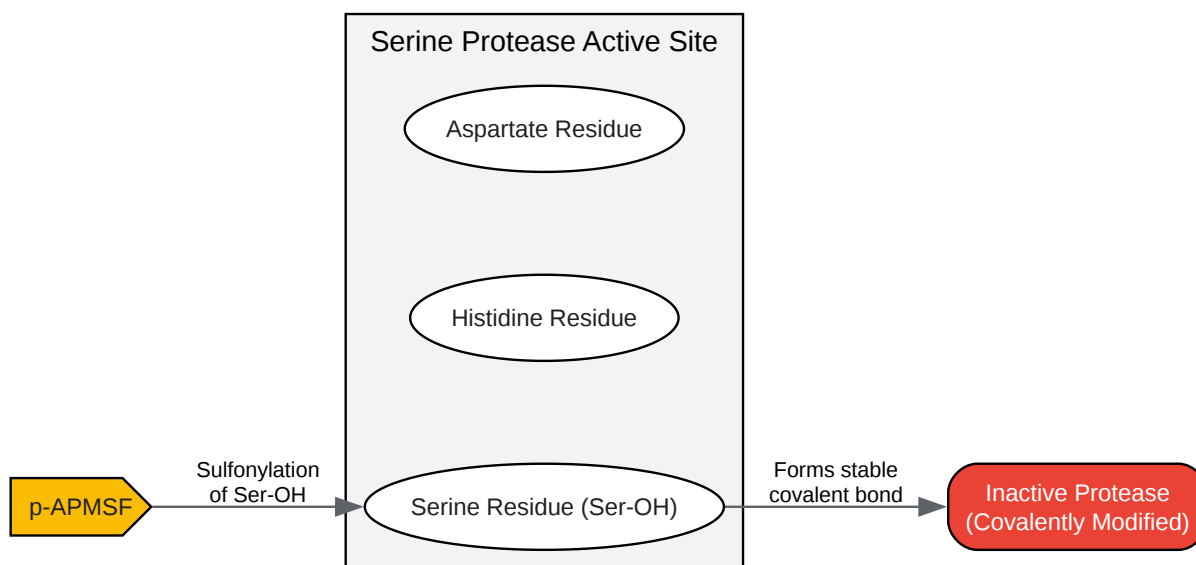 Serine Protease Active Site
Aspartate Residue
Histidine Residue
p-APMSF
Sulfonylation
of Ser-OH
Serine Residue (Ser-OH)
Forms stable
covalent bond
Inactive Protease
(Covalently Modified)